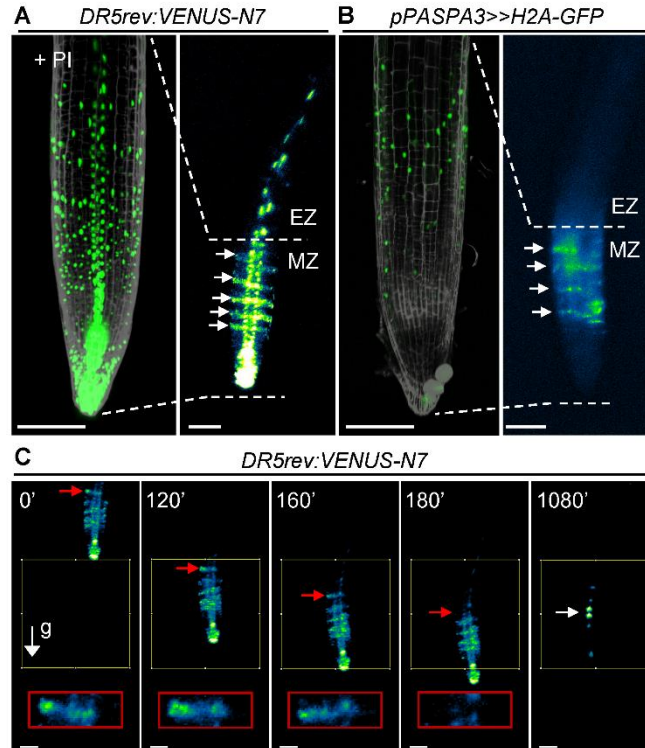 A
DR5rev:VENUS-N7
B
pPASPA3>>H2A-GFP
+ PI
EZ
MZ
EZ
MZ
C
DR5rev:VENUS-N7
0’
120’
160’
180’
1080’
g